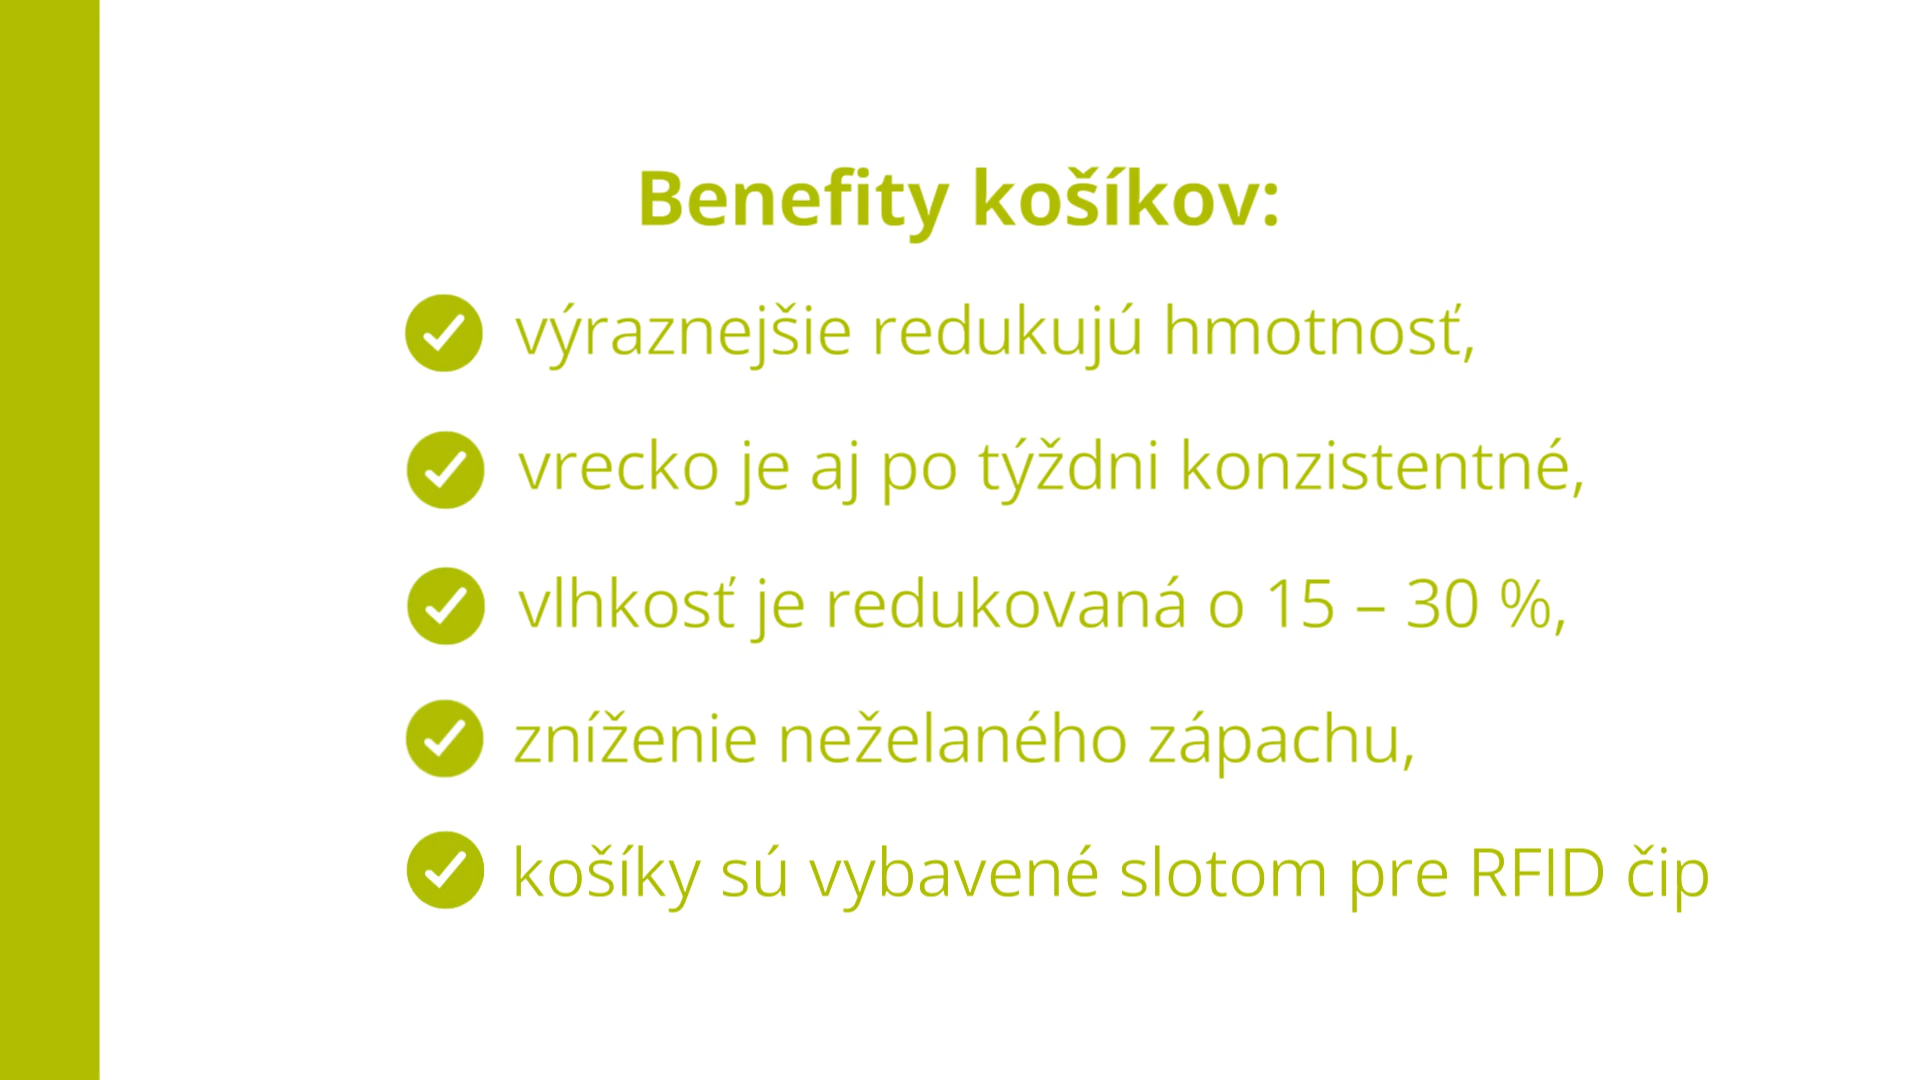 Benefity košíkov:
výraznejšie redukujú hmotnosť,
vrecko je aj po týždni konzistentné,
vlhkosť je redukovaná o 15 – 30 %,
zníženie neželaného zápachu,
košíky sú vybavené slotom pre RFID čip